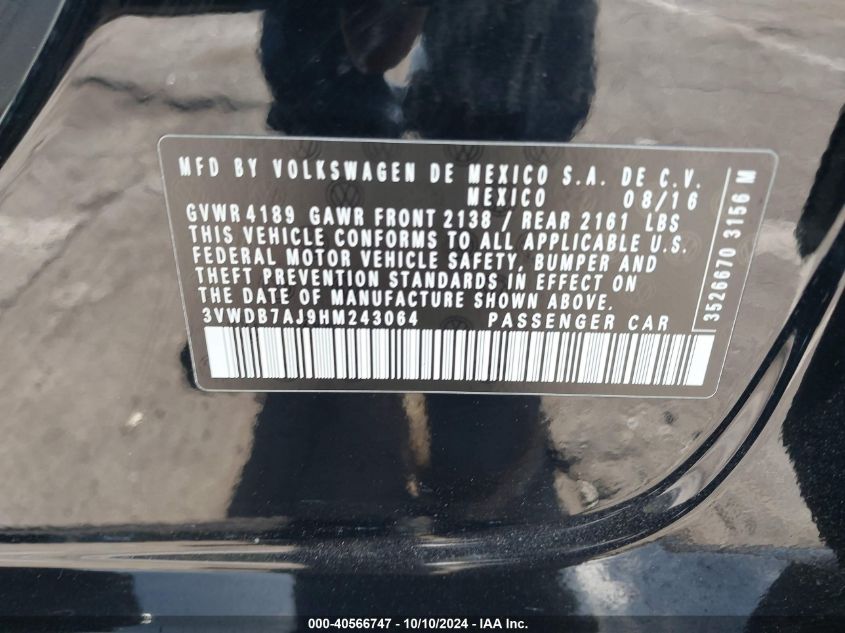 MFD BY VOLKSWAGEN DE MEXICO S.A. DE C.V.
MEXICO 08/16
GVWR 4189 GAWR FRONT 2138 / REAR 2161 LBS
THIS VEHICLE CONFORMS TO ALL APPLICABLE U.S.
FEDERAL MOTOR VEHICLE SAFETY, BUMPER AND
THEFT PREVENTION STANDARDS IN EFFECT ON
THE DATE OF MANUFACTURE SHOWN ABOVE.
3VWDB7AJ9HM243064 PASSENGER CAR
3526670 3156 M
000-40566747 - 10/10/2024 - IAA Inc.